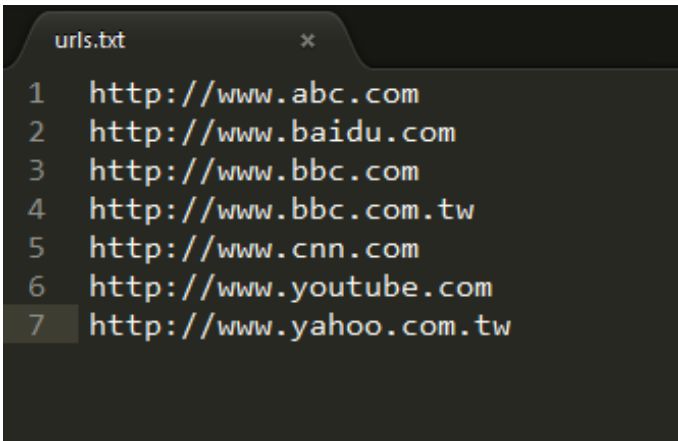 urls.txt ×
1 http://www.abc.com
2 http://www.baidu.com
3 http://www.bbc.com
4 http://www.bbc.com.tw
5 http://www.cnn.com
6 http://www.youtube.com
7 http://www.yahoo.com.tw